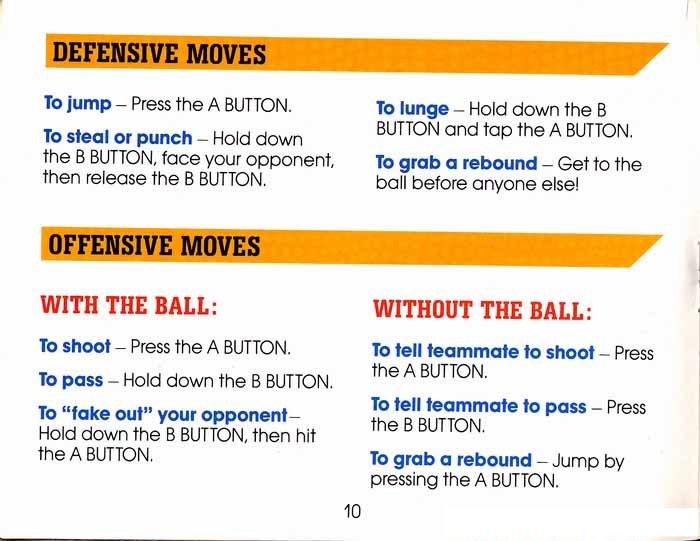 DEFENSIVE MOVES
To jump – Press the A BUTTON.
To steal or punch – Hold down
the B BUTTON, face your opponent,
then release the B BUTTON.
To lunge – Hold down the B
BUTTON and tap the A BUTTON.
To grab a rebound – Get to the
ball before anyone else!
OFFENSIVE MOVES
WITH THE BALL:
To shoot – Press the A BUTTON.
To pass – Hold down the B BUTTON.
To “fake out” your opponent–
Hold down the B BUTTON, then hit
the A BUTTON.
WITHOUT THE BALL:
To tell teammate to shoot – Press
the A BUTTON.
To tell teammate to pass – Press
the B BUTTON.
To grab a rebound – Jump by
pressing the A BUTTON.
10